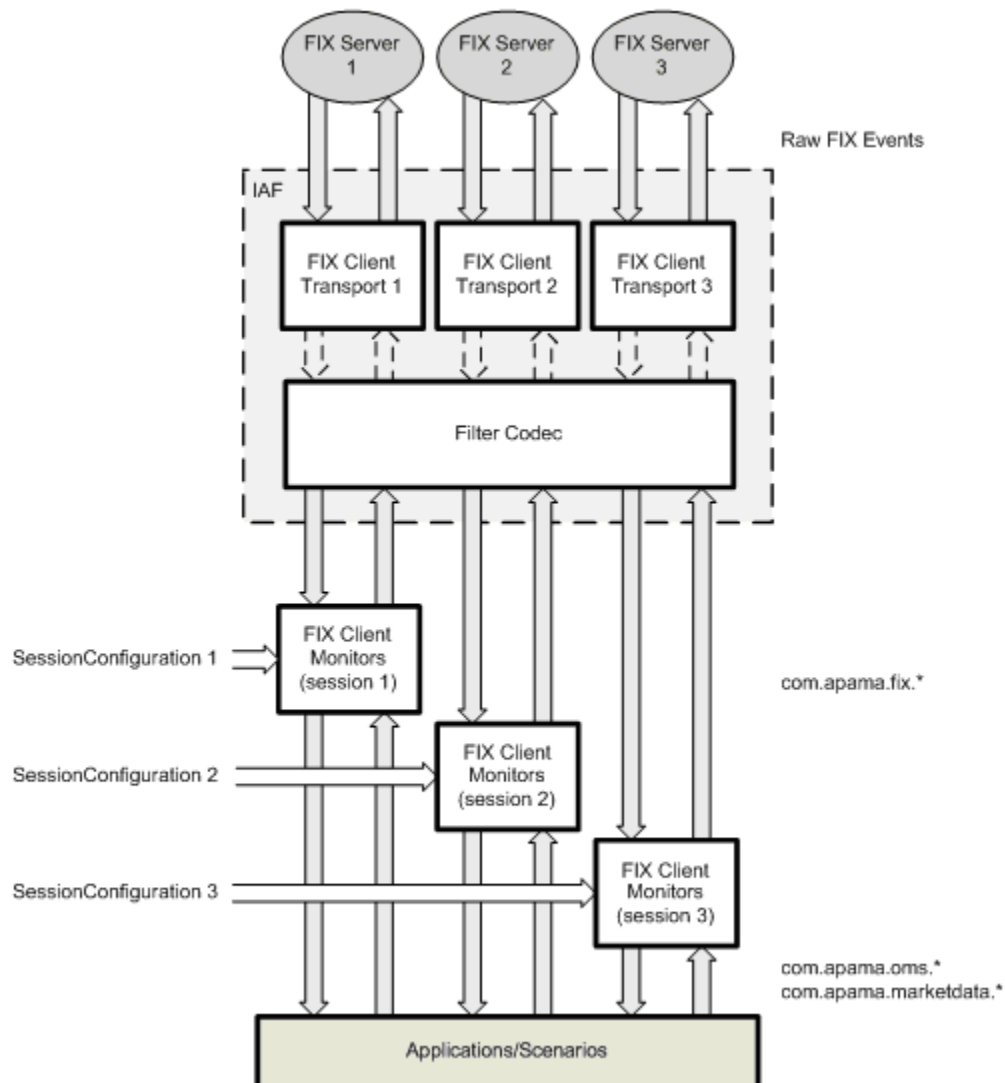 FIX Server
1
FIX Server
2
FIX Server
3
Raw FIX Events
IAF
FIX Client
Transport 1
FIX Client
Transport 2
FIX Client
Transport 3
Filter Codec
SessionConfiguration 1
FIX Client
Monitors
(session 1)
com.apama.fix.*
SessionConfiguration 2
FIX Client
Monitors
(session 2)
SessionConfiguration 3
FIX Client
Monitors
(session 3)
com.apama.oms.*
com.apama.marketdata.*
Applications/Scenarios